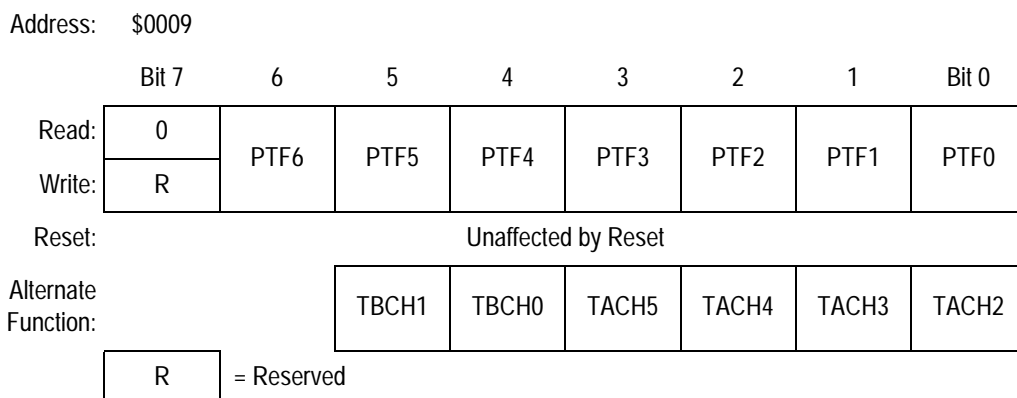 Address: $0009
Bit 7 6 5 4 3 2 1 Bit 0
Read: 0 PTF6 PTF5 PTF4 PTF3 PTF2 PTF1 PTF0
Write: R
Reset: Unaffected by Reset
Alternate Function: TBCH1 TBCH0 TACH5 TACH4 TACH3 TACH2
R = Reserved